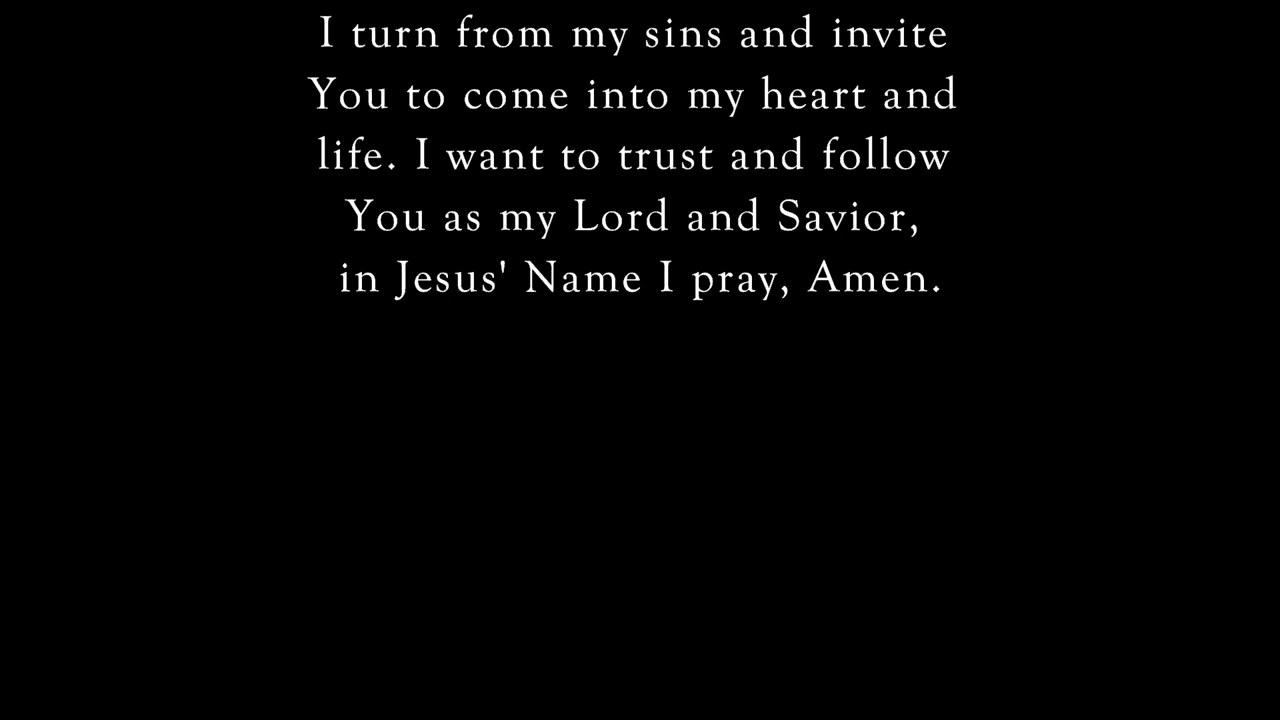 I turn from my sins and invite
You to come into my heart and
life. I want to trust and follow
You as my Lord and Savior,
in Jesus' Name I pray, Amen.